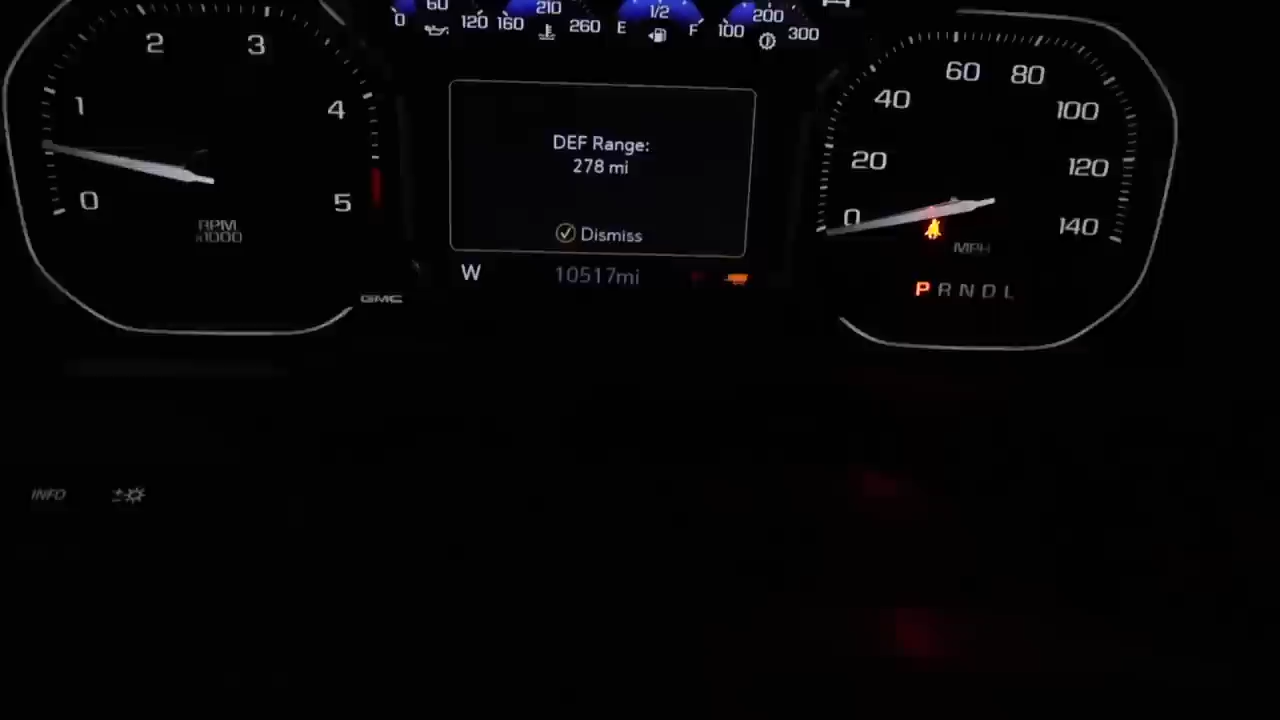 0 60 120
160 210 260
E 1/2 F
100 200 300
0 1 2 3 4 5
RPM
x1000
GMC
DEF Range:
278 mi
Dismiss
W 10517mi
0 20 40 60 80 100 120 140
MPH
P R N D L
INFO